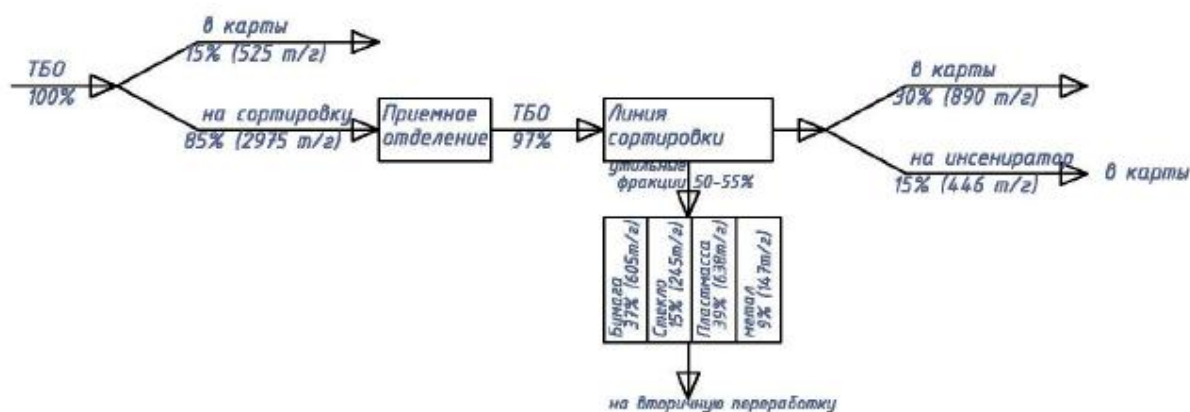 ТБО
100%
в карты
15% (525 т/г)
на сортировку
85% (2975 т/г)
Приемное
отделение
ТБО
97%
Линия
сортировки
в карты
30% (890 т/г)
на инсениратор
15% (446 т/г)
в карты
утильные
фракции 50-55%
Бумага
37% (605т/г)
Стекло
15% (245т/г)
Пластмасса
39% (638т/г)
метал
9% (147т/г)
на вторичную переработку